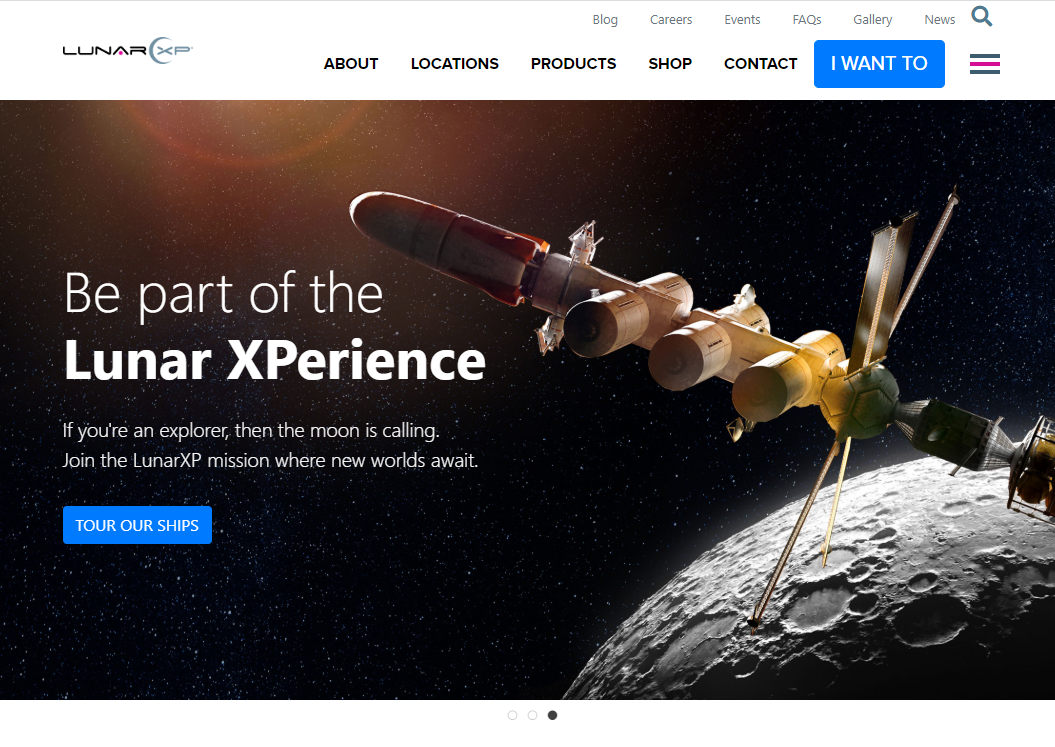 Blog Careers Events FAQs Gallery News
LUNAR XP
ABOUT LOCATIONS PRODUCTS SHOP CONTACT I WANT TO
Be part of the
Lunar XPerience
If you're an explorer, then the moon is calling.
Join the LunarXP mission where new worlds await.
TOUR OUR SHIPS